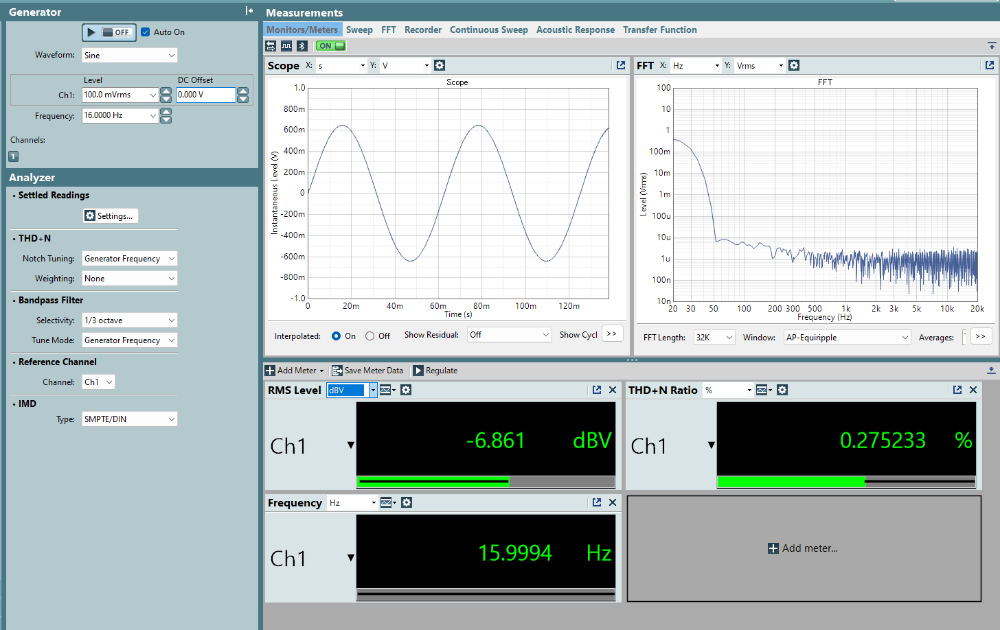 Generator
OFF Auto On
Waveform: Sine
Level DC Offset
Ch1: 100.0 mVrms 0.000 V
Frequency: 16.0000 Hz
Channels:
1
Analyzer
• Settled Readings
Settings...
• THD+N
Notch Tuning: Generator Frequency
Weighting: None
• Bandpass Filter
Selectivity: 1/3 octave
Tune Mode: Generator Frequency
• Reference Channel
Channel: Ch1
• IMD
Type: SMPTE/DIN
Measurements
Monitors/Meters Sweep FFT Recorder Continuous Sweep Acoustic Response Transfer Function
ON
Scope X: s Y: V
Scope
1.0
800m
600m
400m
200m
0
-200m
-400m
-600m
-800m
-1.0
Instantaneous Level (V)
0 20m 40m 60m 80m 100m 120m
Time (s)
Interpolated: On Off Show Residual: Off Show Cycl >>
FFT X: Hz Y: Vrms
FFT
100
10
1
100m
10m
1m
100u
10u
1u
100n
10n
Level (Vrms)
20 30 50 100 200 300 500 1k 2k 3k 5k 10k 20k
Frequency (Hz)
FFT Length: 32K Window: AP-Equiripple Averages: >>
Add Meter Save Meter Data Regulate
RMS Level dBV
Ch1 -6.861 dBV
THD+N Ratio %
Ch1 0.275233 %
Frequency Hz
Ch1 15.9994 Hz
Add meter...